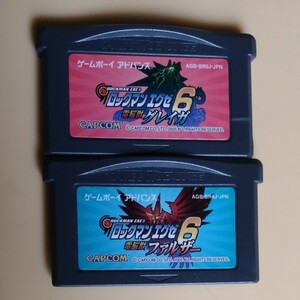 ゲームボーイ アドバンス
AGB-BR6J-JPN
ROCKMAN EXE 6
ロックマン エグゼ 6
電脳獣
グレイガ
CAPCOM
ゲームボーイ アドバンス
ROCKMAN EXE 6
ロックマン エグゼ 6
電脳獣
ファルザー
CAPCOM